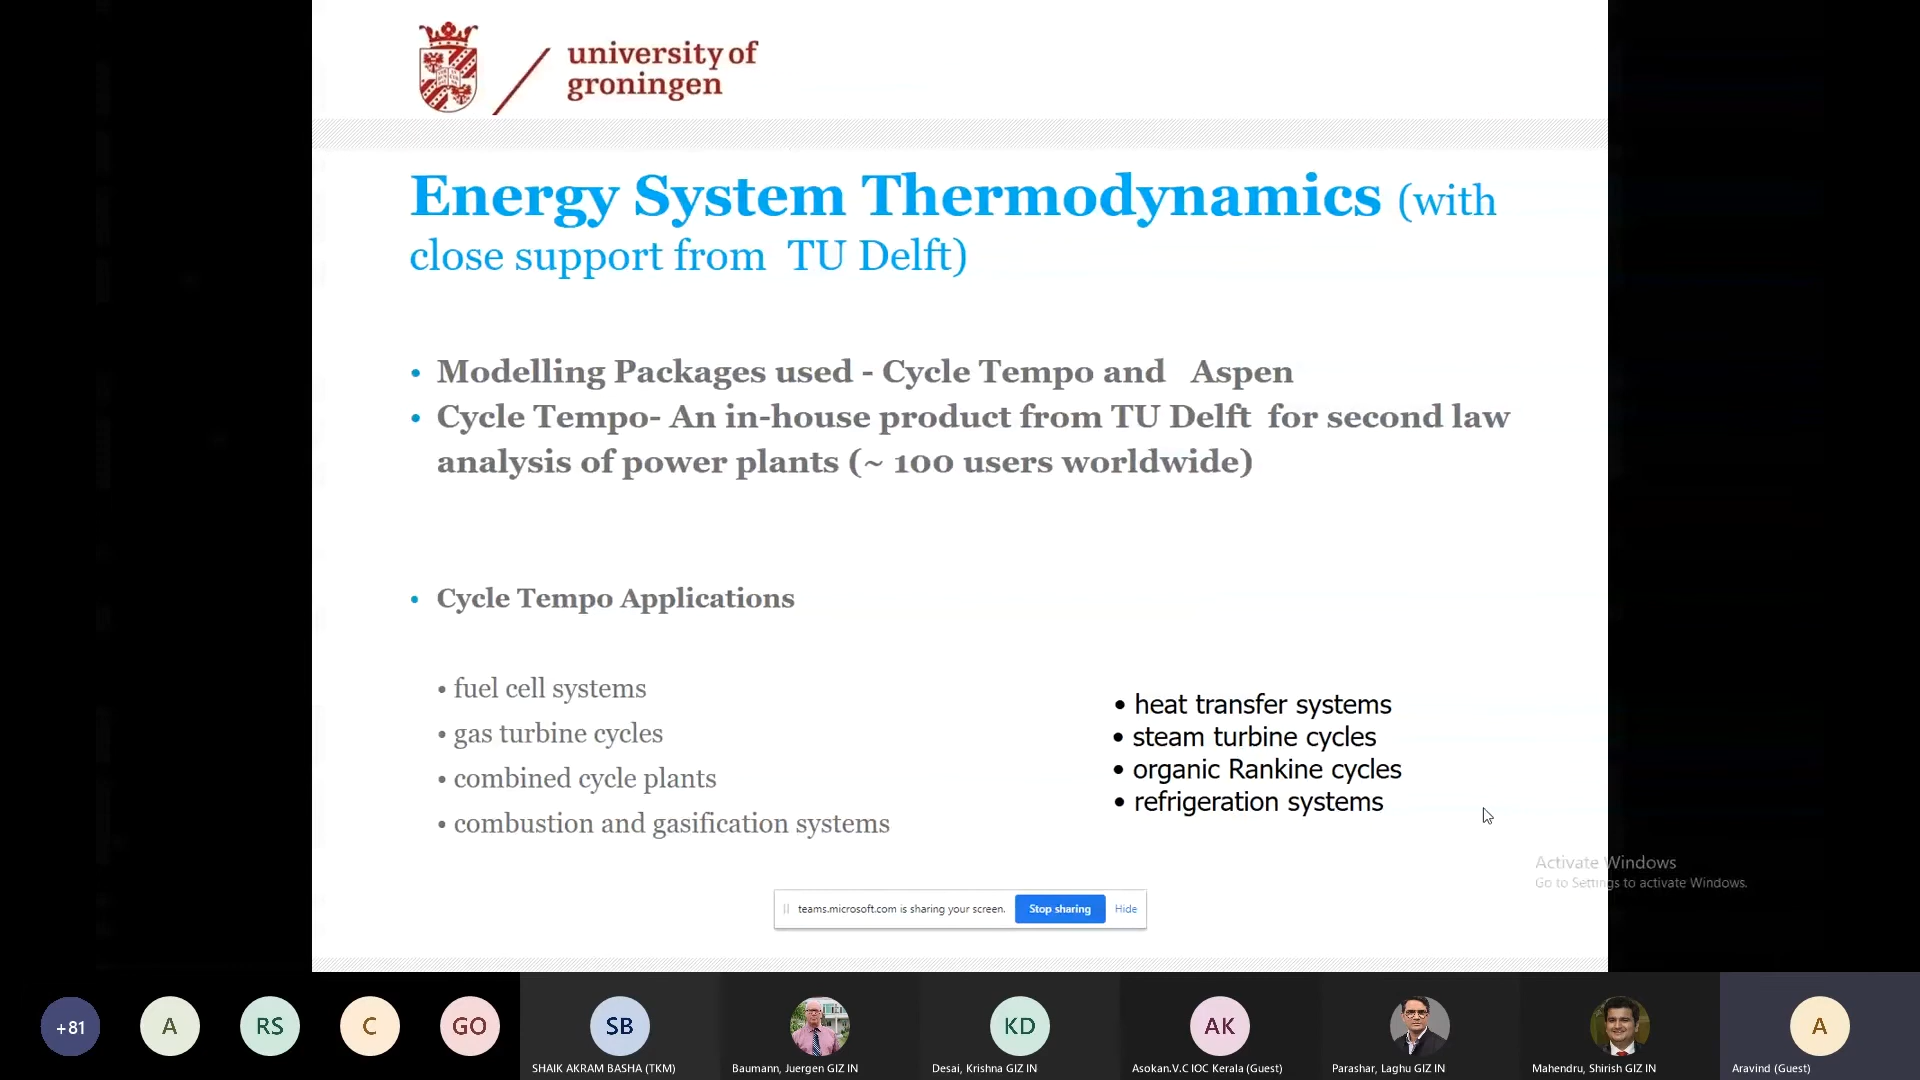 university of
groningen
Energy System Thermodynamics (with
close support from TU Delft)
• Modelling Packages used - Cycle Tempo and Aspen
• Cycle Tempo- An in-house product from TU Delft for second law
analysis of power plants (~ 100 users worldwide)
• Cycle Tempo Applications
• fuel cell systems
• gas turbine cycles
• combined cycle plants
• combustion and gasification systems
• heat transfer systems
• steam turbine cycles
• organic Rankine cycles
• refrigeration systems
Activate Windows
Go to Settings to activate Windows.
teams.microsoft.com is sharing your screen. Stop sharing Hide
+81 A RS C GO SB KD AK A
SHAIK AKRAM BASHA (TKM) Baumann, Juergen GIZ IN Desai, Krishna GIZ IN Asokan.V.C IOC Kerala (Guest) Parashar, Laghu GIZ IN Mahendru, Shirish GIZ IN Aravind (Guest)